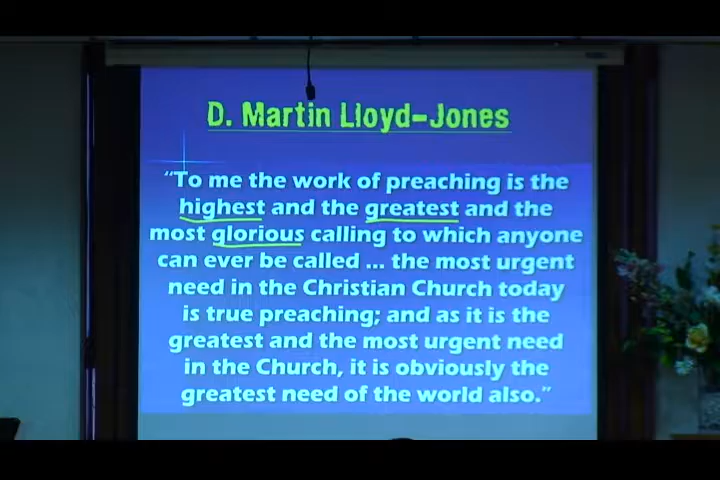 D. Martin Lloyd-Jones
“To me the work of preaching is the
highest and the greatest and the
most glorious calling to which anyone
can ever be called ... the most urgent
need in the Christian Church today
is true preaching; and as it is the
greatest and the most urgent need
in the Church, it is obviously the
greatest need of the world also.”